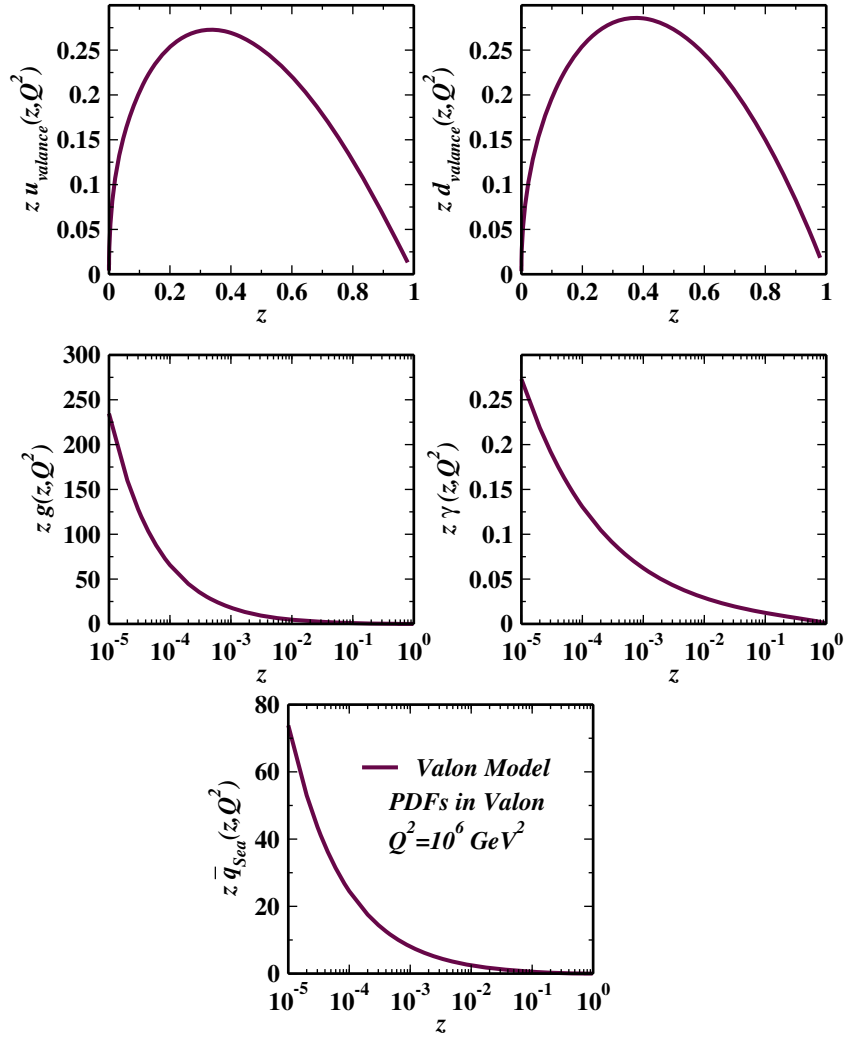 z u_valance(z,Q^2)
0.25
0.2
0.15
0.1
0.05
0
0 0.2 0.4 0.6 0.8 1
z
z d_valance(z,Q^2)
0.25
0.2
0.15
0.1
0.05
0
0 0.2 0.4 0.6 0.8 1
z
z g(z,Q^2)
300
250
200
150
100
50
0
10^-5 10^-4 10^-3 10^-2 10^-1 10^0
z
z γ(z,Q^2)
0.25
0.2
0.15
0.1
0.05
0
10^-5 10^-4 10^-3 10^-2 10^-1 10^0
z
z q̅_Sea(z,Q^2)
80
60
40
20
0
Valon Model
PDFs in Valon
Q^2=10^6 GeV^2
10^-5 10^-4 10^-3 10^-2 10^-1 10^0
z